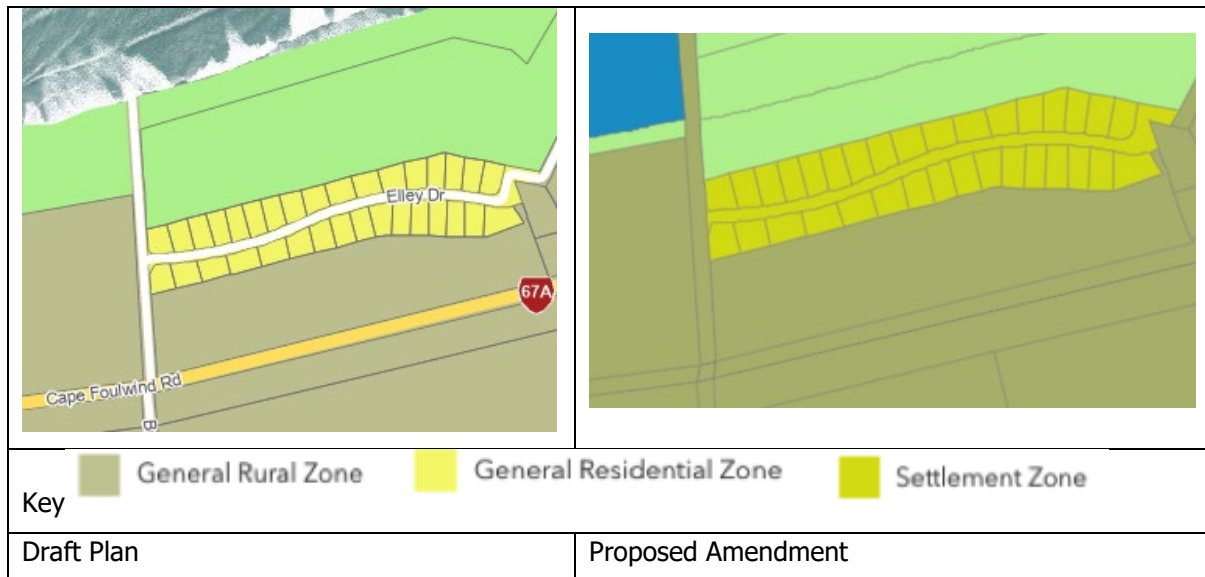 Elley Dr
67A
Cape Foulwind Rd
B
General Rural Zone
General Residential Zone
Settlement Zone
Key
Draft Plan
Proposed Amendment